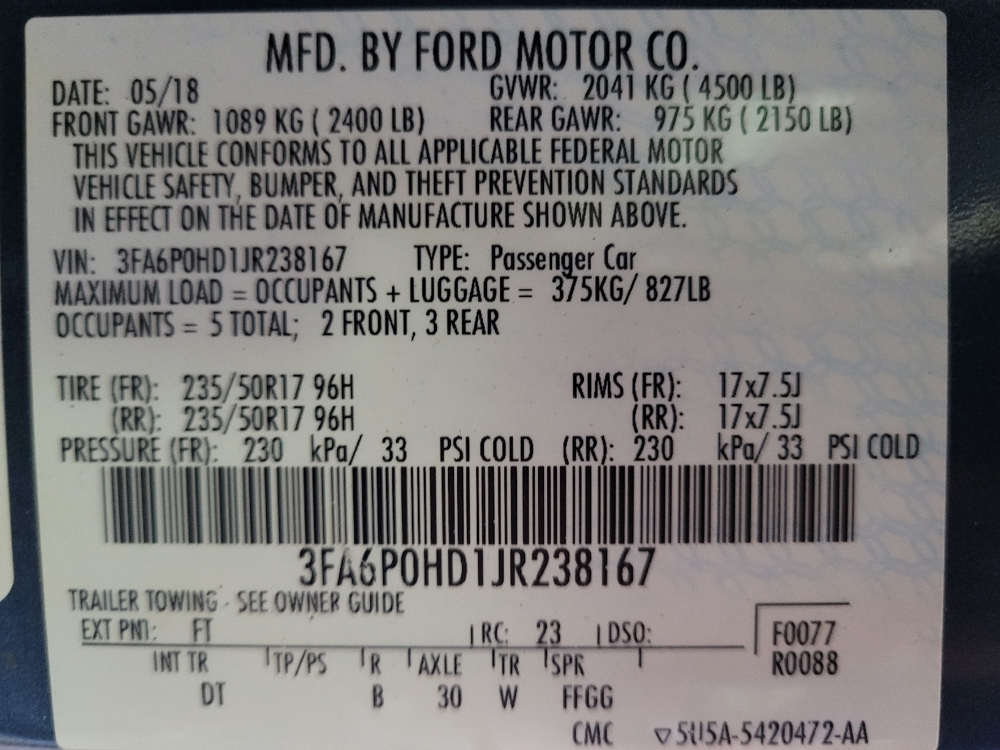 MFD. BY FORD MOTOR CO.
DATE: 05/18 GVWR: 2041 KG ( 4500 LB)
FRONT GAWR: 1089 KG ( 2400 LB) REAR GAWR: 975 KG ( 2150 LB)
THIS VEHICLE CONFORMS TO ALL APPLICABLE FEDERAL MOTOR
VEHICLE SAFETY, BUMPER, AND THEFT PREVENTION STANDARDS
IN EFFECT ON THE DATE OF MANUFACTURE SHOWN ABOVE.
VIN: 3FA6P0HD1JR238167 TYPE: Passenger Car
MAXIMUM LOAD = OCCUPANTS + LUGGAGE = 375KG/ 827LB
OCCUPANTS = 5 TOTAL; 2 FRONT, 3 REAR
TIRE (FR): 235/50R17 96H RIMS (FR): 17x7.5J
(RR): 235/50R17 96H (RR): 17x7.5J
PRESSURE (FR): 230 kPa/ 33 PSI COLD (RR): 230 kPa/ 33 PSI COLD
3FA6P0HD1JR238167
TRAILER TOWING - SEE OWNER GUIDE
EXT PNT: FT RC: 23 DSO: F0077
INT TR TP/PS R AXLE TR SPR R0088
DT B 30 W FFGG
CMC ▽5U5A-5420472-AA